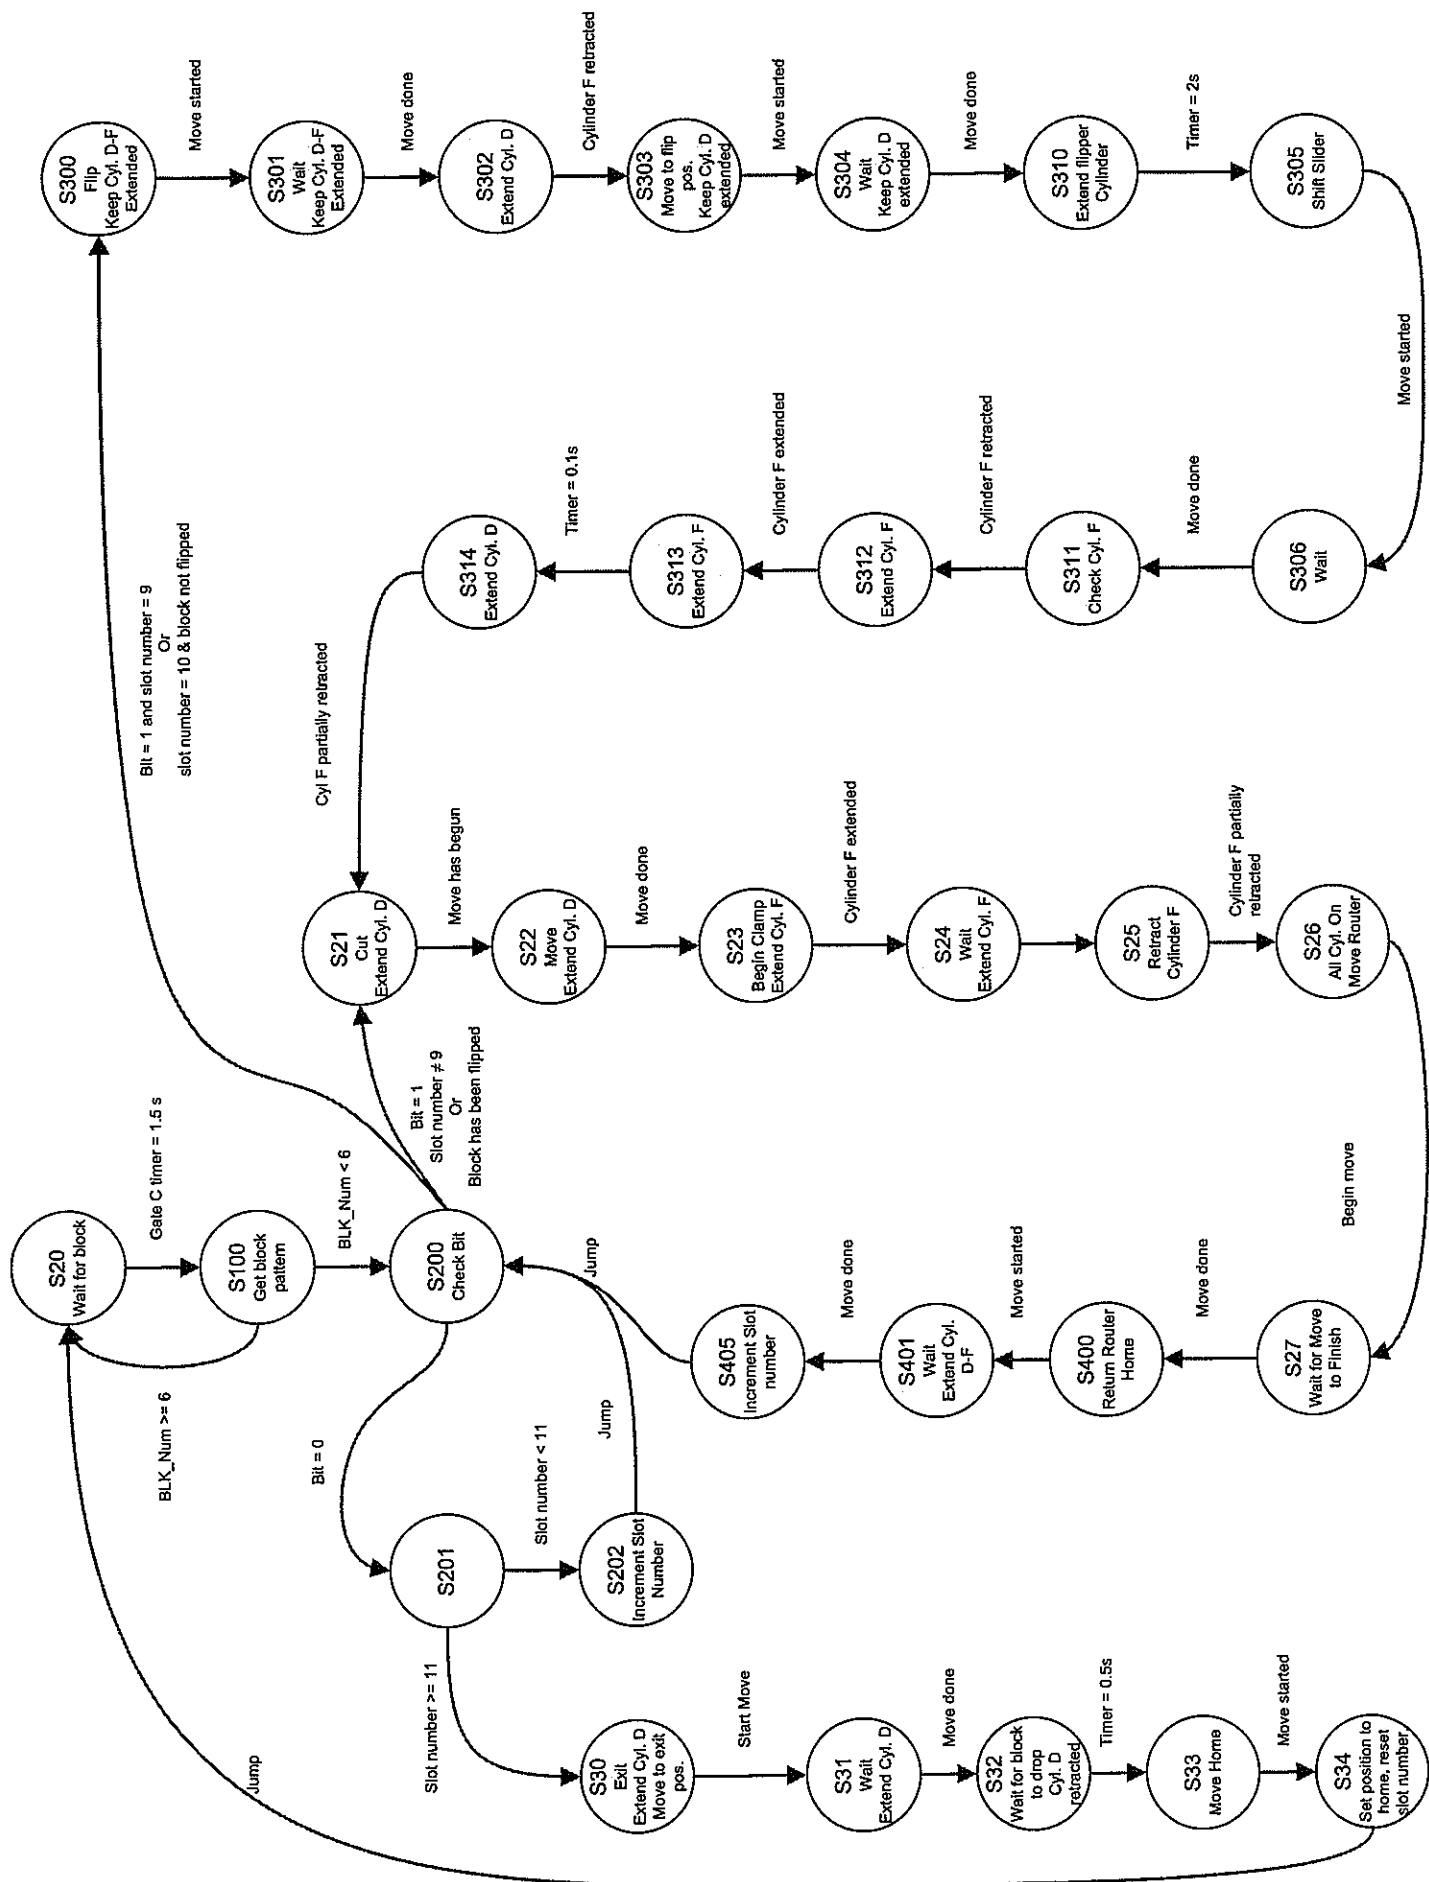 S20
Wait for block
Gate C timer = 1.5 s
S100
Get block
pattern
BLK_Num >= 6
BLK_Num < 6
S200
Check Bit
Bit = 0
Bit = 1
Slot number ≠ 9
Or
Block has been flipped
Bit = 1 and slot number = 9
Or
slot number = 10 & block not flipped
S201
Slot number < 11
S202
Increment Slot
Number
Jump
Slot number >= 11
S30
Exit
Extend Cyl. D
Move to exit
pos.
Start Move
S31
Wait
Extend Cyl. D
Move done
S32
Wait for block
to drop
Cyl. D
retracted
Timer = 0.5s
S33
Move Home
Move started
S34
Set position to
home, reset
slot number
Jump
S21
Cut
Extend Cyl. D
Move has begun
S22
Move
Extend Cyl. D
Move done
S23
Begin Clamp
Extend Cyl. F
Cylinder F extended
S24
Wait
Extend Cyl. F
S25
Retract
Cylinder F
Cylinder F partially
retracted
S26
All Cyl. On
Move Router
Begin move
S27
Wait for Move
to Finish
Move done
S400
Return Router
Home
Move started
S401
Wait
Extend Cyl.
D-F
Move done
S405
Increment Slot
number
Jump
S300
Flip
Keep Cyl. D-F
Extended
Move started
S301
Wait
Keep Cyl. D-F
Extended
Move done
S302
Extend Cyl. D
Cylinder F retracted
S303
Move to flip
pos.
Keep Cyl. D
extended
Move started
S304
Wait
Keep Cyl. D
extended
Move done
S310
Extend flipper
Cylinder
Timer = 2s
S305
Shift Slider
Move started
S306
Wait
Move done
S311
Check Cyl. F
Cylinder F retracted
S312
Extend Cyl. F
Cylinder F extended
S313
Extend Cyl. F
Timer = 0.1s
S314
Extend Cyl. D
Cyl F partially retracted